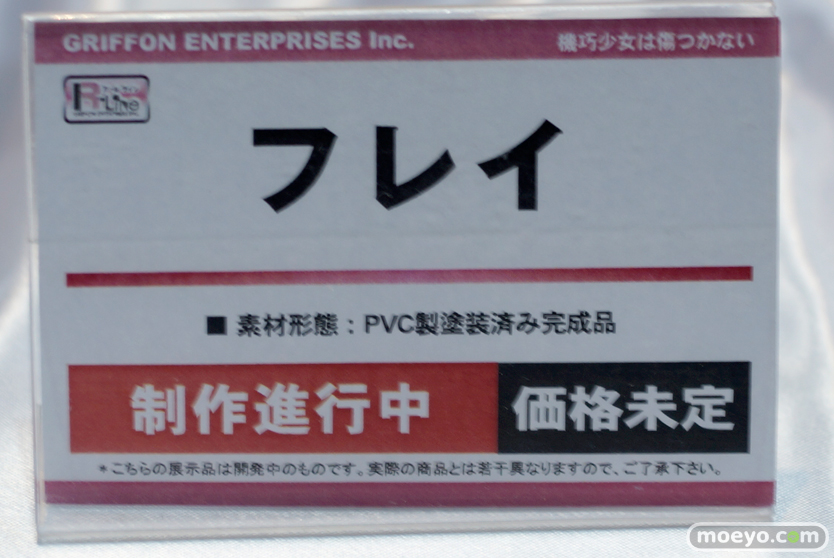 GRIFFON ENTERPRISES Inc. 機巧少女は傷つかない
R-Line
フレイ
■ 素材形態：PVC製塗装済み完成品
制作進行中 価格未定
＊こちらの展示品は開発中のものです。実際の商品とは若干異なりますので、ご了承下さい。
moeyo.com